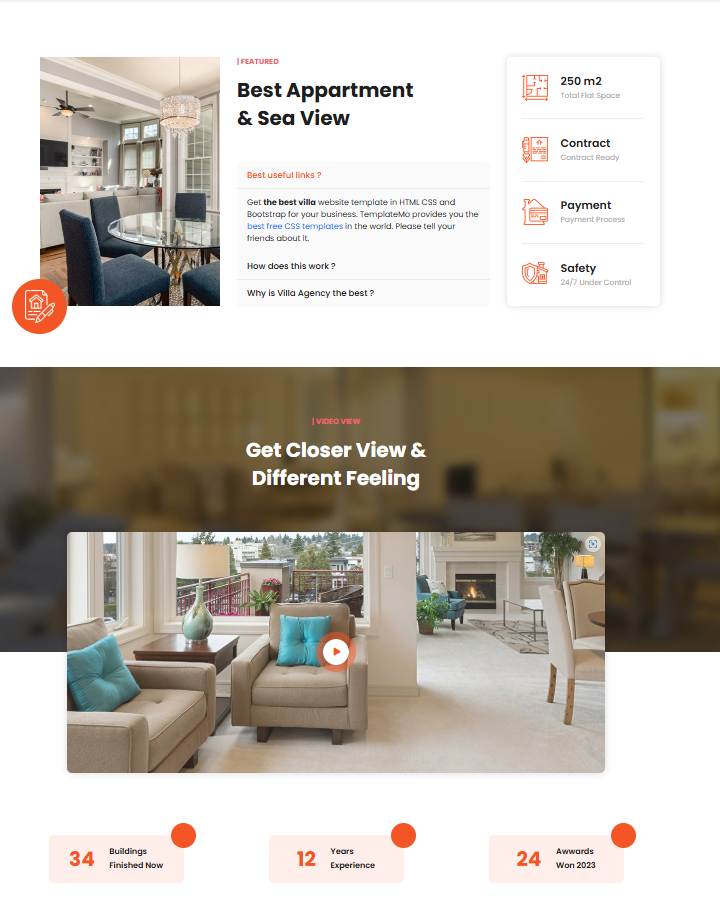 | FEATURED
Best Appartment
& Sea View
Best useful links ?
Get the best villa website template in HTML CSS and
Bootstrap for your business. TemplateMo provides you the
best free CSS templates in the world. Please tell your
friends about it.
How does this work ?
Why is Villa Agency the best ?
250 m2
Total Flat Space
Contract
Contract Ready
Payment
Payment Process
Safety
24/7 Under Control
| VIDEO VIEW
Get Closer View &
Different Feeling
34 Buildings
Finished Now
12 Years
Experience
24 Awwards
Won 2023